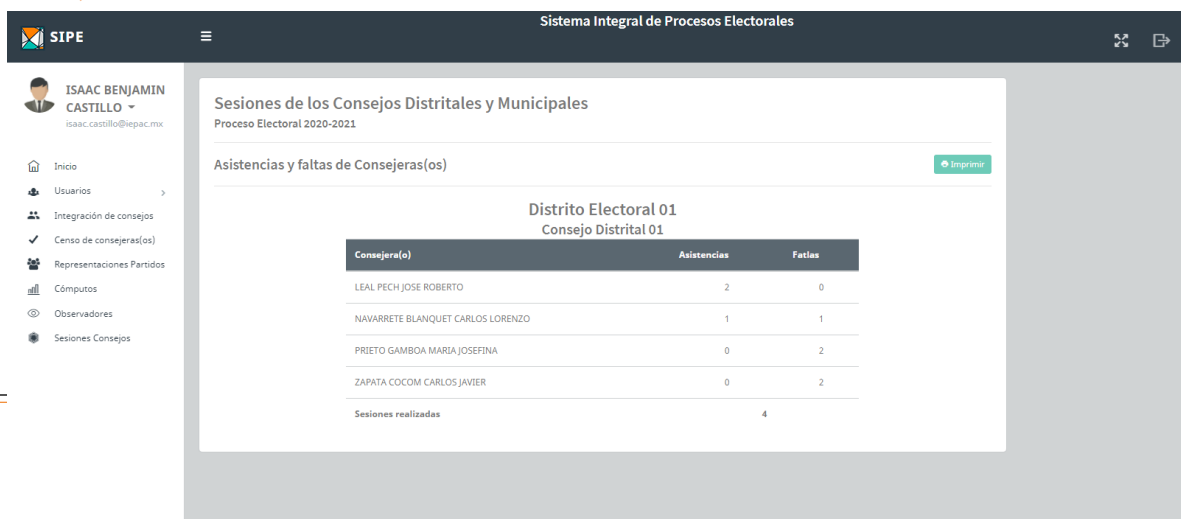 SIPE
Sistema Integral de Procesos Electorales
ISAAC BENJAMIN
CASTILLO
isaac.castillo@iepac.mx
Inicio
Usuarios
Integración de consejos
Censo de consejeras(os)
Representaciones Partidos
Cómputos
Observadores
Sesiones Consejos
Sesiones de los Consejos Distritales y Municipales
Proceso Electoral 2020-2021
Asistencias y faltas de Consejeras(os)
Imprimir
Distrito Electoral 01
Consejo Distrital 01
Consejera(o) Asistencias Fatlas
LEAL PECH JOSE ROBERTO 2 0
NAVARRETE BLANQUET CARLOS LORENZO 1 1
PRIETO GAMBOA MARIA JOSEFINA 0 2
ZAPATA COCOM CARLOS JAVIER 0 2
Sesiones realizadas 4